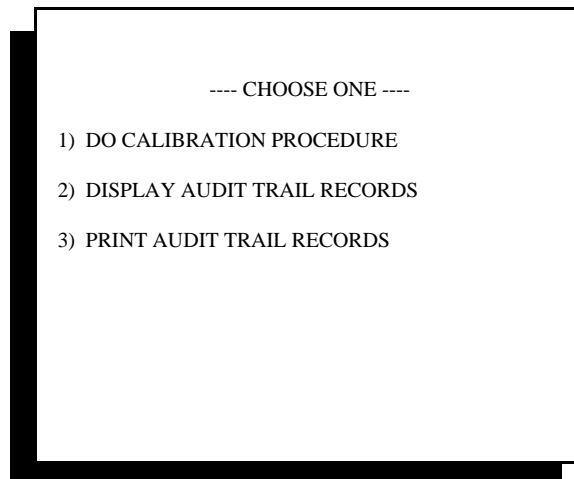 ---- CHOOSE ONE ----
1) DO CALIBRATION PROCEDURE
2) DISPLAY AUDIT TRAIL RECORDS
3) PRINT AUDIT TRAIL RECORDS